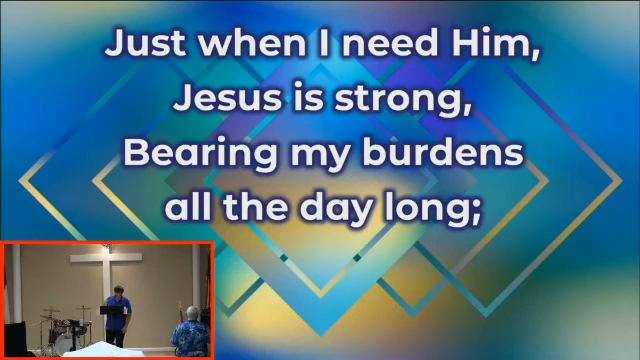 Just when I need Him,
Jesus is strong,
Bearing my burdens
all the day long;